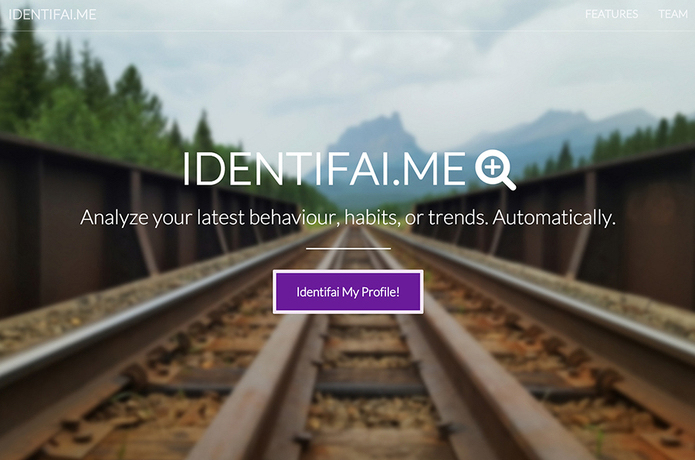 IDENTIFAI.ME
FEATURES
TEAM
IDENTIFAI.ME
Analyze your latest behaviour, habits, or trends. Automatically.
Identifai My Profile!